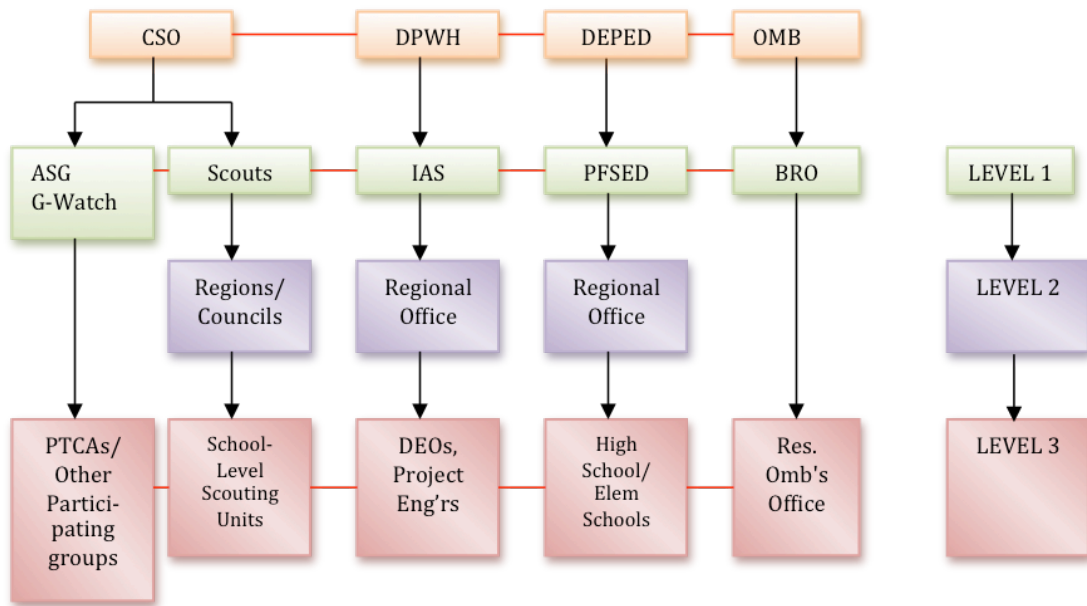 CSO
DPWH
DEPED
OMB
ASG
G-Watch
Scouts
IAS
PFSED
BRO
LEVEL 1
Regions/
Councils
Regional
Office
Regional
Office
LEVEL 2
PTCAs/
Other
Partici-
pating
groups
School-
Level
Scouting
Units
DEOs,
Project
Eng’rs
High
School/
Elem
Schools
Res.
Omb's
Office
LEVEL 3